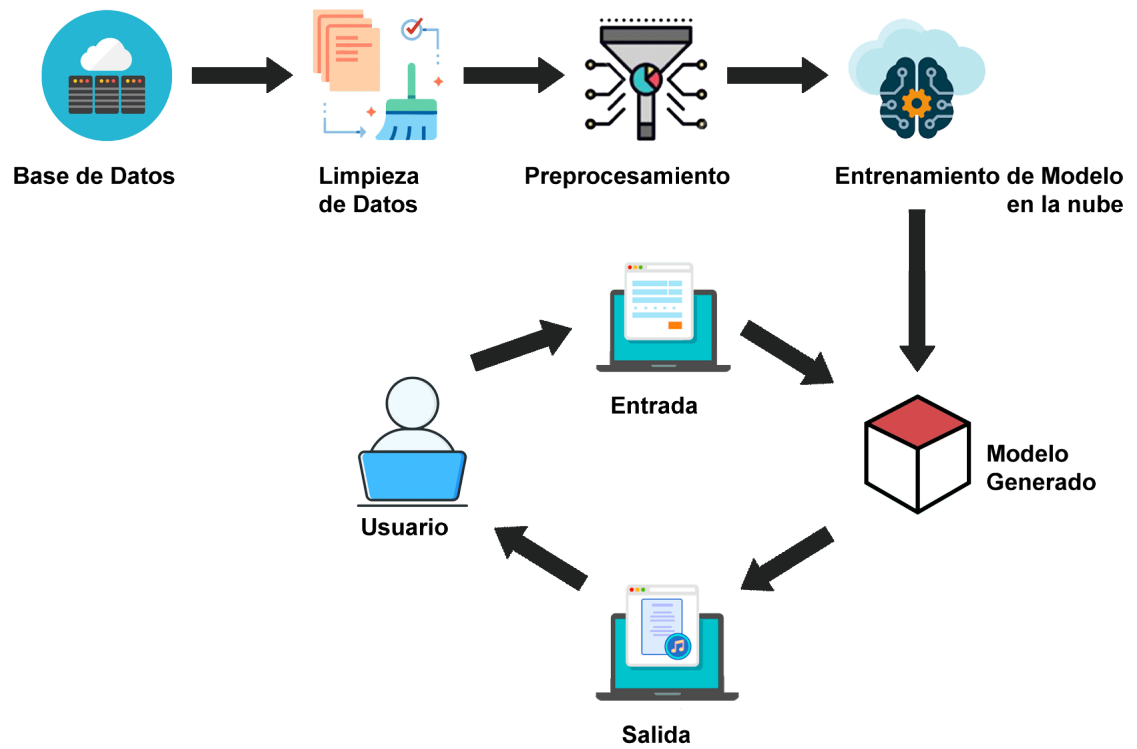 Base de Datos
Limpieza
de Datos
Preprocesamiento
Entrenamiento de Modelo
en la nube
Entrada
Modelo
Generado
Usuario
Salida